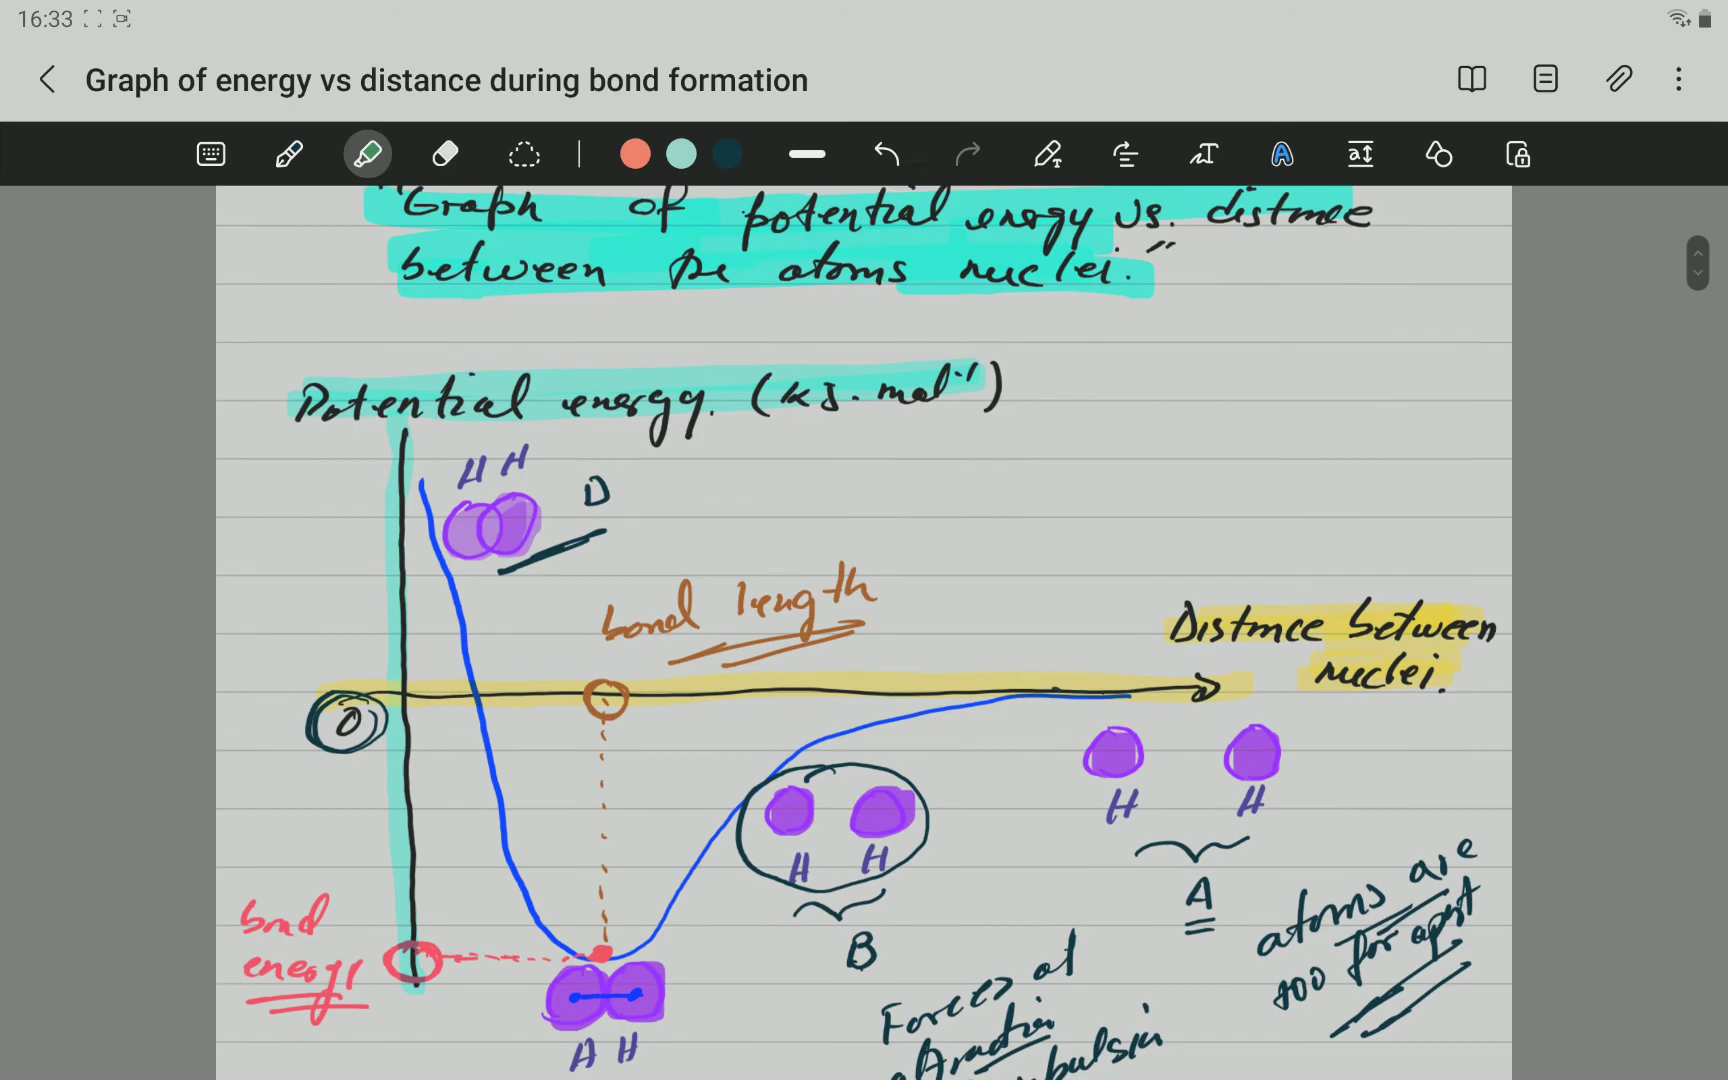 16:33
Graph of energy vs distance during bond formation
"Graph of potential energy vs. distance
between the atoms nuclei."
Potential energy. (kJ.mol⁻¹)
H H
D
bond length
Distance between
nuclei.
0
H H
H H
A
B
bond
energy
H H
atoms are
too far apart
Forces of
attraction